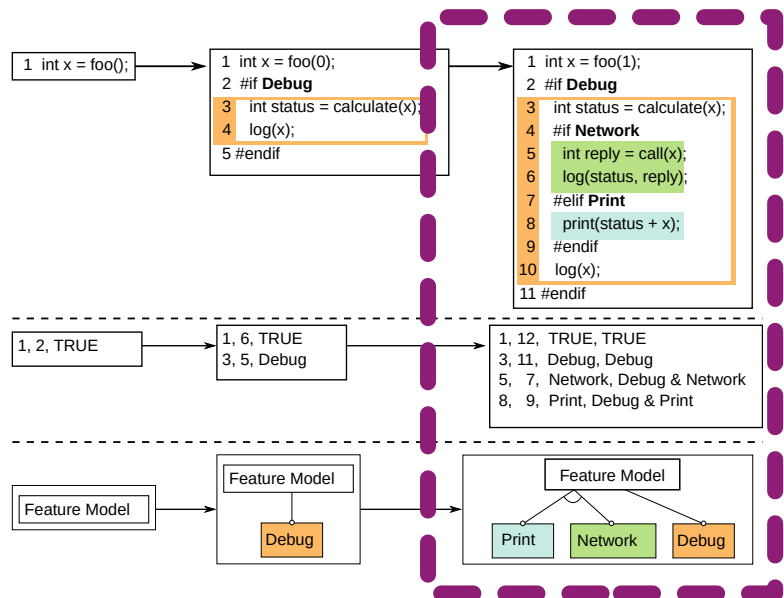 1 int x = foo();
1 int x = foo(0);
2 #if Debug
3 int status = calculate(x);
4 log(x);
5 #endif
1 int x = foo(1);
2 #if Debug
3 int status = calculate(x);
4 #if Network
5 int reply = call(x);
6 log(status, reply);
7 #elif Print
8 print(status + x);
9 #endif
10 log(x);
11 #endif
1, 2, TRUE
1, 6, TRUE
3, 5, Debug
1, 12, TRUE, TRUE
3, 11, Debug, Debug
5, 7, Network, Debug & Network
8, 9, Print, Debug & Print
Feature Model
Feature Model
Debug
Feature Model
Print
Network
Debug